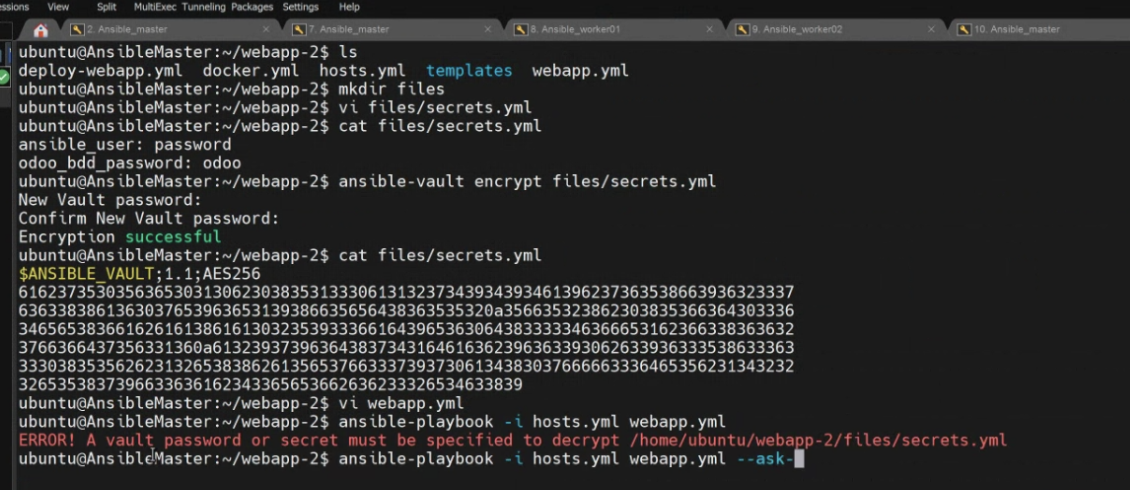 essions View Split MultiExec Tunneling Packages Settings Help
2. Ansible_master 7. Ansible_master 8. Ansible_worker01 9. Ansible_worker02 10. Ansible_master
ubuntu@AnsibleMaster:~/webapp-2$ ls
deploy-webapp.yml docker.yml hosts.yml templates webapp.yml
ubuntu@AnsibleMaster:~/webapp-2$ mkdir files
ubuntu@AnsibleMaster:~/webapp-2$ vi files/secrets.yml
ubuntu@AnsibleMaster:~/webapp-2$ cat files/secrets.yml
ansible_user: password
odoo_bdd_password: odoo
ubuntu@AnsibleMaster:~/webapp-2$ ansible-vault encrypt files/secrets.yml
New Vault password:
Confirm New Vault password:
Encryption successful
ubuntu@AnsibleMaster:~/webapp-2$ cat files/secrets.yml
$ANSIBLE_VAULT;1.1;AES256
61623735303563653031306230383531333061313237343934393461396237363538663936323337
6363383861363037653963653139386635656438363535320a356635323862303835366364303336
34656538366162616138616130323539333661643965363064383333346366653162366338363632
3766366437356331360a613239373963643837343164616362396363393062633936333538633363
33303835356262313265383862613565376633373937306134383037666663336465356231343232
3265353837396633636162343365653662636233326534633839
ubuntu@AnsibleMaster:~/webapp-2$ vi webapp.yml
ubuntu@AnsibleMaster:~/webapp-2$ ansible-playbook -i hosts.yml webapp.yml
ERROR! A vault password or secret must be specified to decrypt /home/ubuntu/webapp-2/files/secrets.yml
ubuntu@AnsibleMaster:~/webapp-2$ ansible-playbook -i hosts.yml webapp.yml --ask-